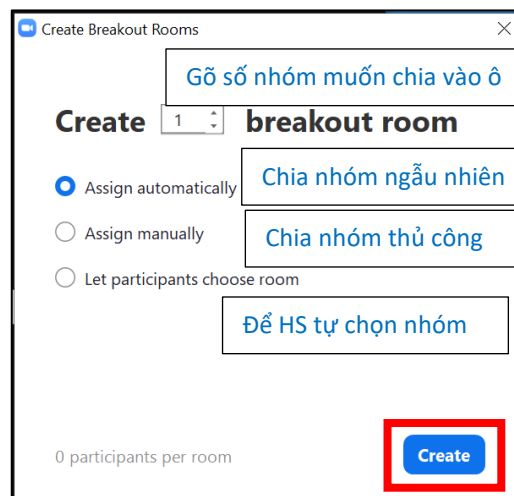 Create Breakout Rooms
Gõ số nhóm muốn chia vào ô
Create 1 breakout room
Assign automatically
Chia nhóm ngẫu nhiên
Assign manually
Chia nhóm thủ công
Let participants choose room
Để HS tự chọn nhóm
0 participants per room
Create